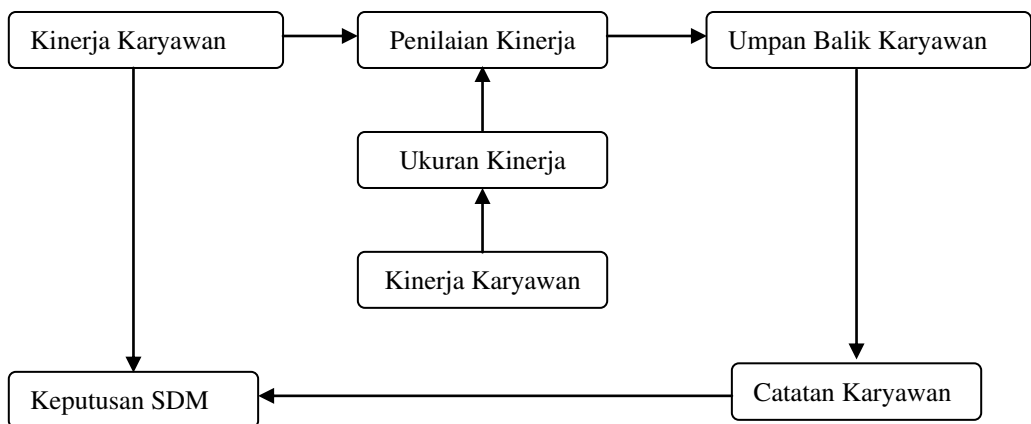 Kinerja Karyawan
Penilaian Kinerja
Umpan Balik Karyawan
Ukuran Kinerja
Kinerja Karyawan
Keputusan SDM
Catatan Karyawan